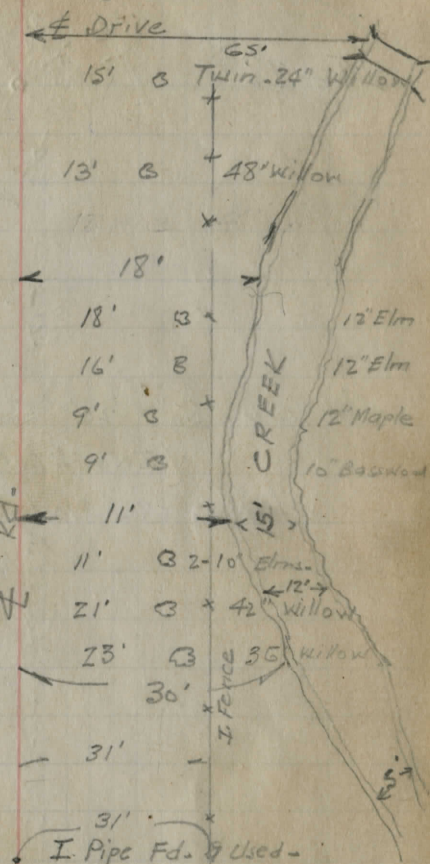 ℄ Drive
65'
15' Twin-24" Willow
13' 48" Willow
18'
18' 12" Elm
16' 12" Elm
9' 12" Maple
9' 10" Basswood
CREEK
℄ Rd.
11' 15'
11' 2-10" Elms-
12'
21' 42" Willow
23' 36" Willow
30'
I. Fence
31'
5'
31'
I. Pipe Fd. & Used-